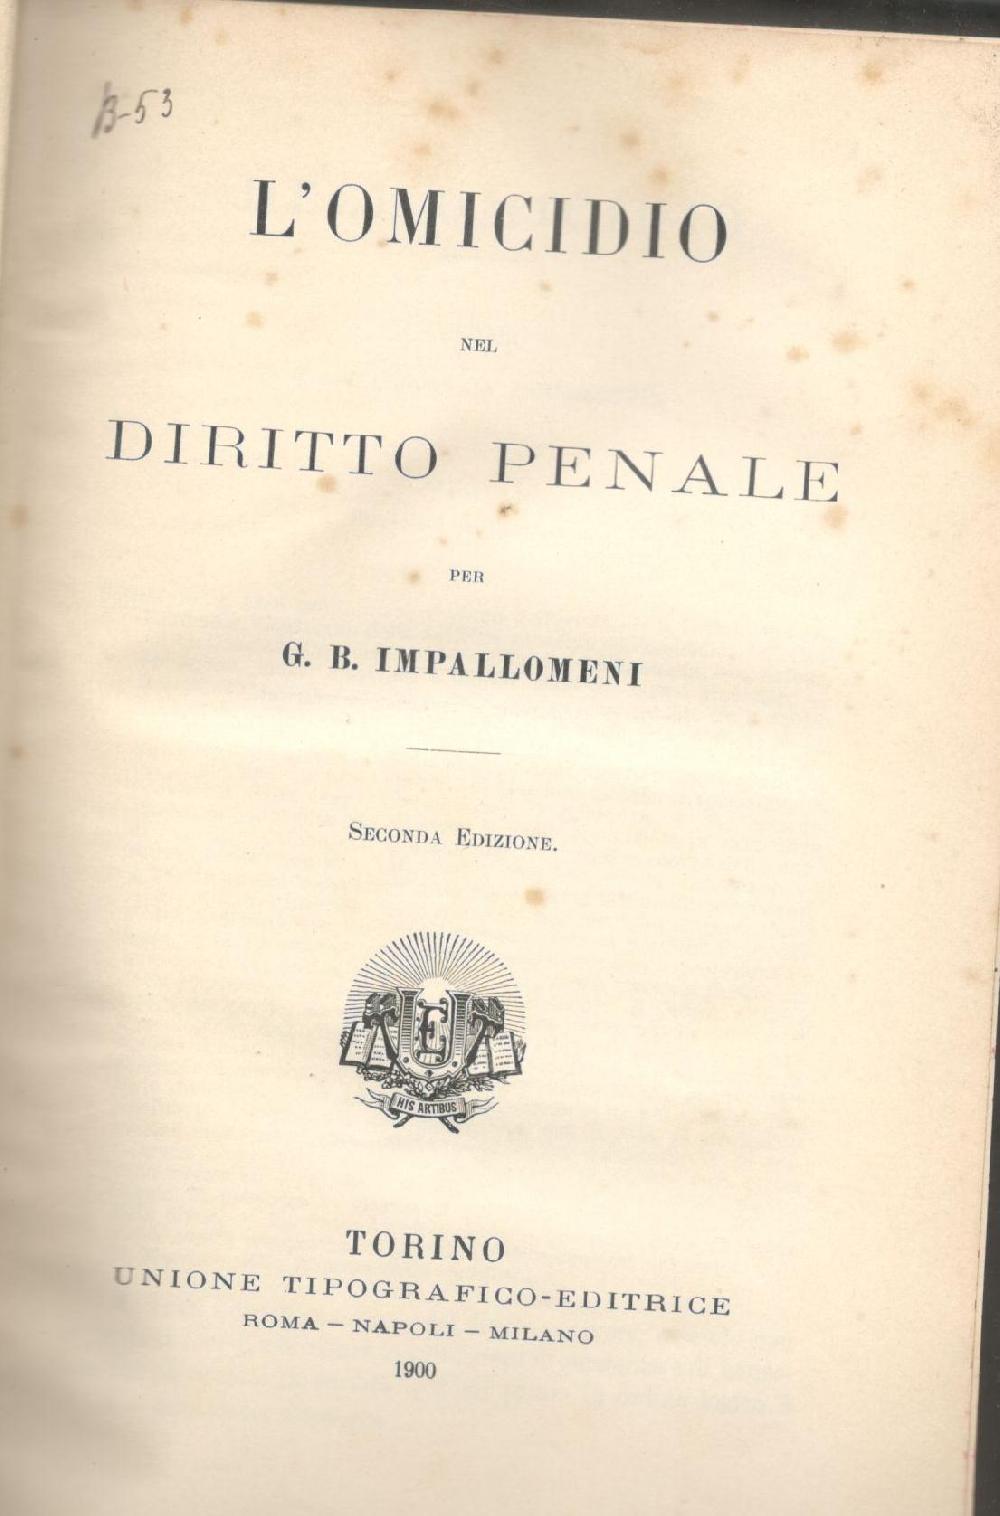 B-53
L'OMICIDIO
NEL
DIRITTO PENALE
PER
G. B. IMPALLOMENI
SECONDA EDIZIONE.
HIS ARTIBUS
TORINO
UNIONE TIPOGRAFICO-EDITRICE
ROMA — NAPOLI — MILANO
1900